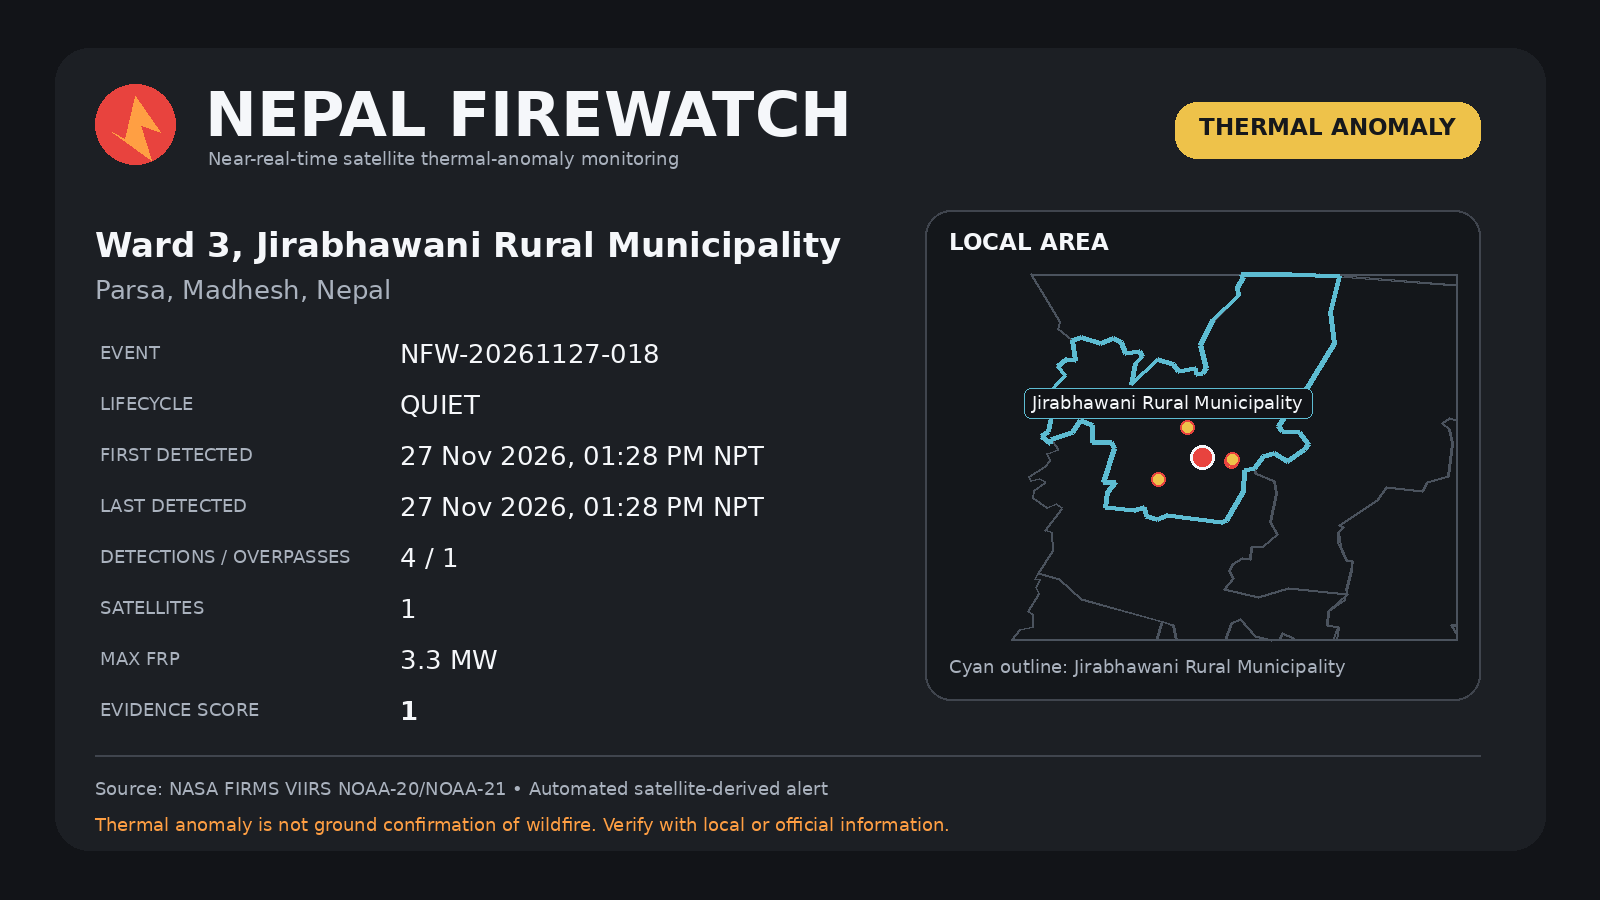 NEPAL FIREWATCH
Near-real-time satellite thermal-anomaly monitoring
THERMAL ANOMALY
Ward 3, Jirabhawani Rural Municipality
Parsa, Madhesh, Nepal
EVENT NFW-20261127-018
LIFECYCLE QUIET
FIRST DETECTED 27 Nov 2026, 01:28 PM NPT
LAST DETECTED 27 Nov 2026, 01:28 PM NPT
DETECTIONS / OVERPASSES 4 / 1
SATELLITES 1
MAX FRP 3.3 MW
EVIDENCE SCORE 1
LOCAL AREA
Jirabhawani Rural Municipality
Cyan outline: Jirabhawani Rural Municipality
Source: NASA FIRMS VIIRS NOAA-20/NOAA-21 • Automated satellite-derived alert
Thermal anomaly is not ground confirmation of wildfire. Verify with local or official information.